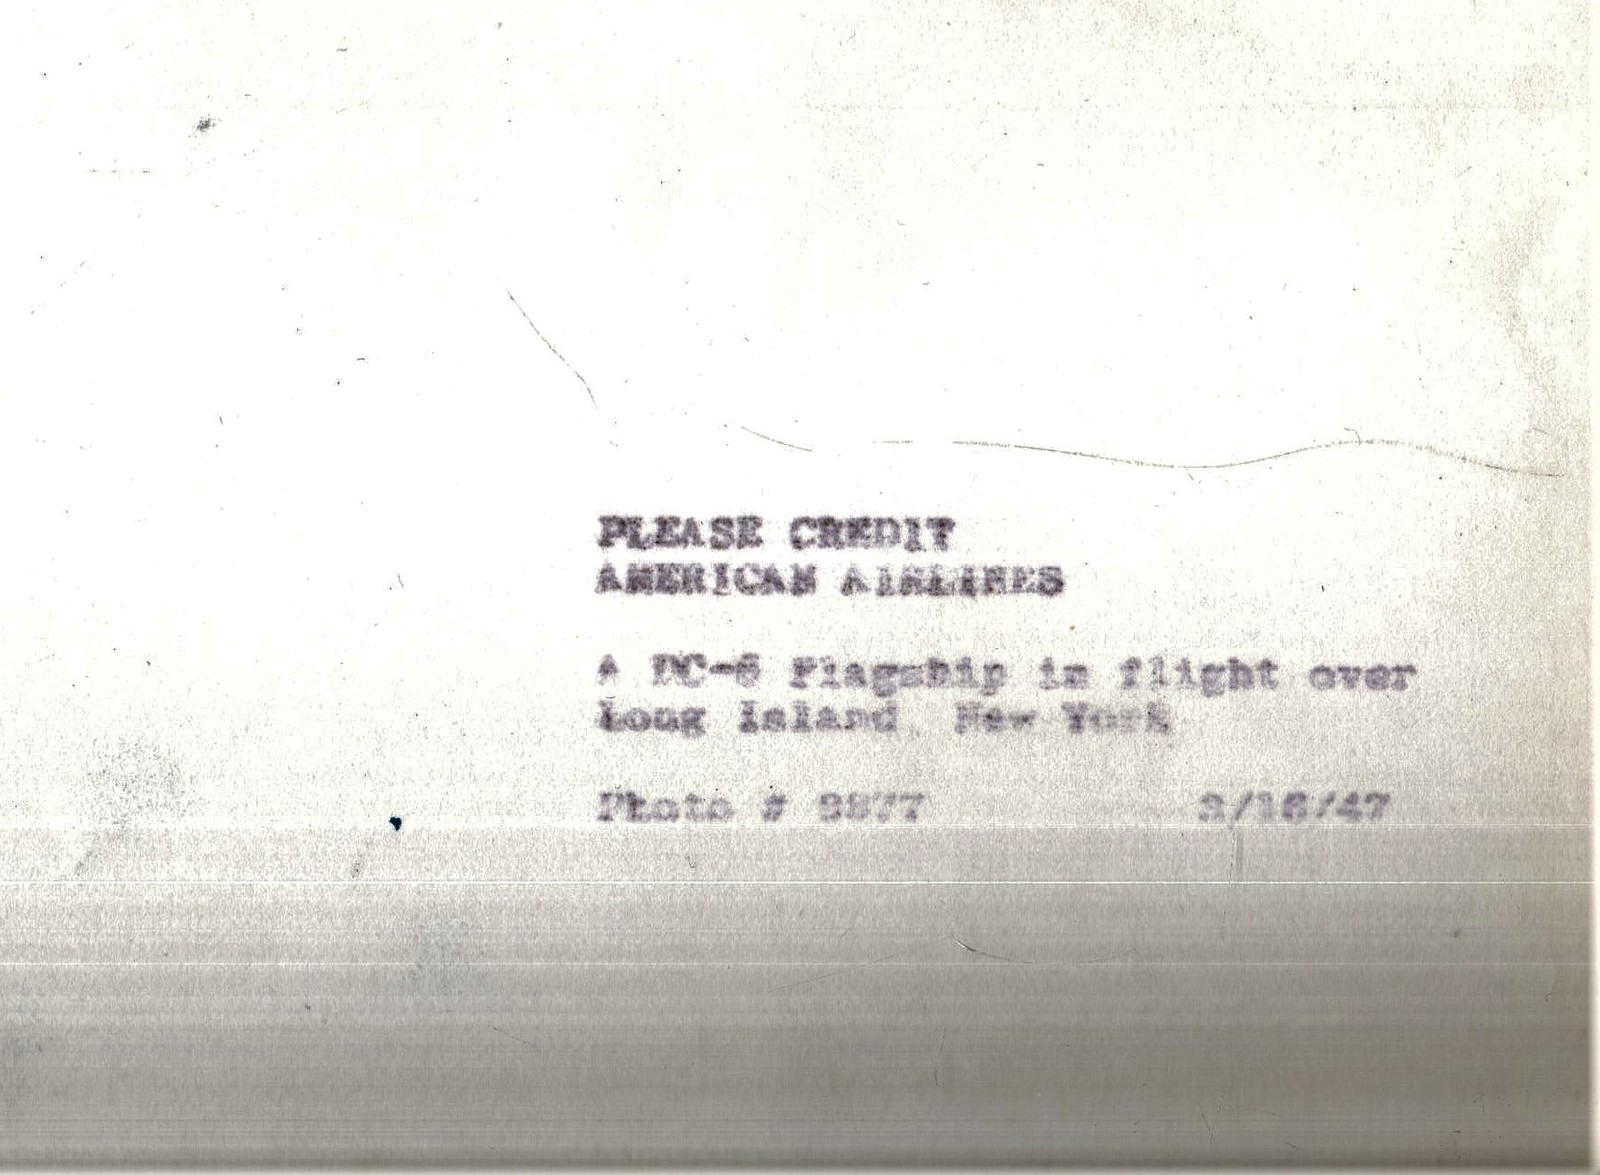 PLEASE CREDIT
AMERICAN AIRLINES
A DC-6 Flagship in flight over
Long Island New York
Photo #